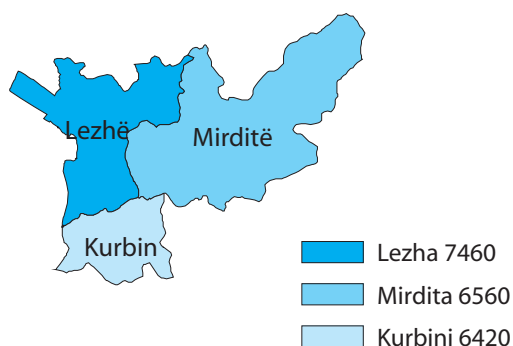 Lezhë
Mirditë
Kurbin
Lezha 7460
Mirdita 6560
Kurbini 6420